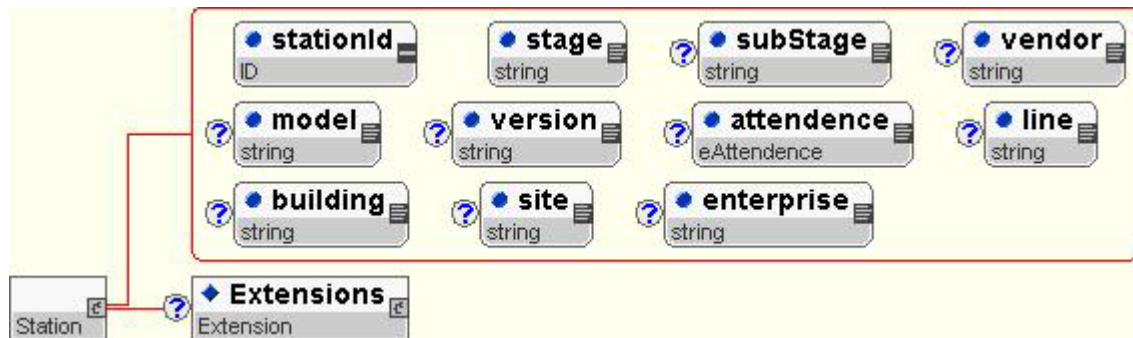 stationId stage ? subStage ? vendor
ID string string string
? model ? version ? attendence ? line
string string eAttendence string
? building ? site ? enterprise
string string string
? Extensions
Station Extension